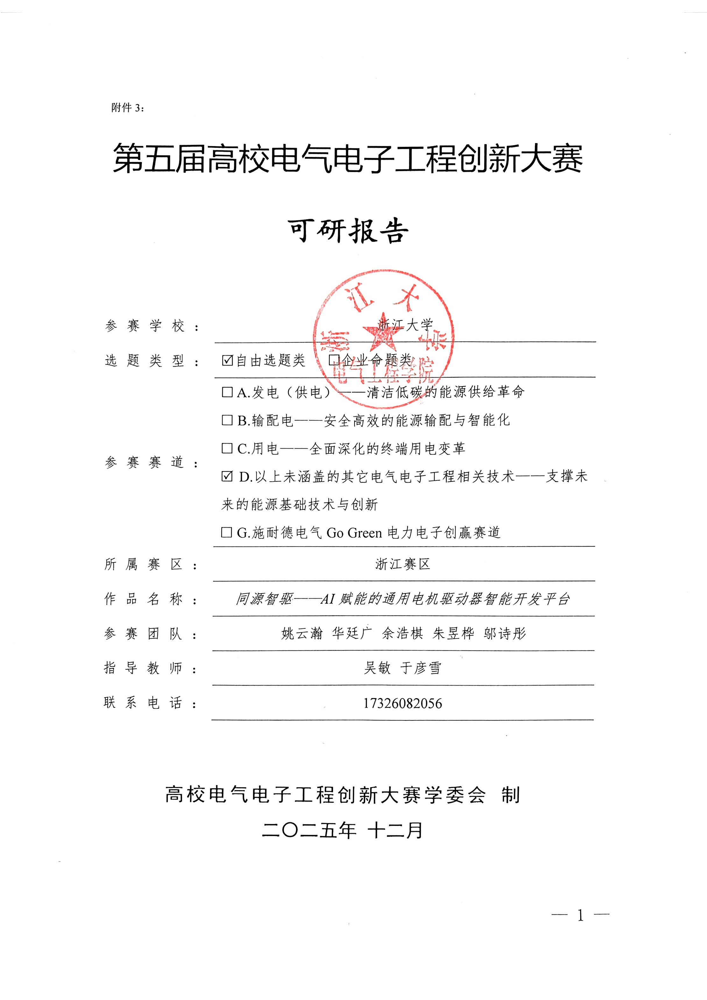 附件 3：
第五届高校电气电子工程创新大赛
可研报告
参赛学校： 浙江大学
选题类型： ☑自由选题类 □企业命题类
□ A.发电（供电）——清洁低碳的能源供给革命
□ B.输配电——安全高效的能源输配与智能化
□ C.用电——全面深化的终端用电变革
参赛赛道：
☑ D.以上未涵盖的其它电气电子工程相关技术——支撑未
来的能源基础技术与创新
□ G.施耐德电气 Go Green 电力电子创赢赛道
所属赛区： 浙江赛区
作品名称： 同源智驱——AI 赋能的通用电机驱动器智能开发平台
参赛团队： 姚云瀚 华廷广 余浩棋 朱昱桦 邬诗彤
指导教师： 吴敏 于彦雪
联系电话： 17326082056
高校电气电子工程创新大赛学委会 制
二〇二五年 十二月
— 1 —
浙江大学
电气工程学院